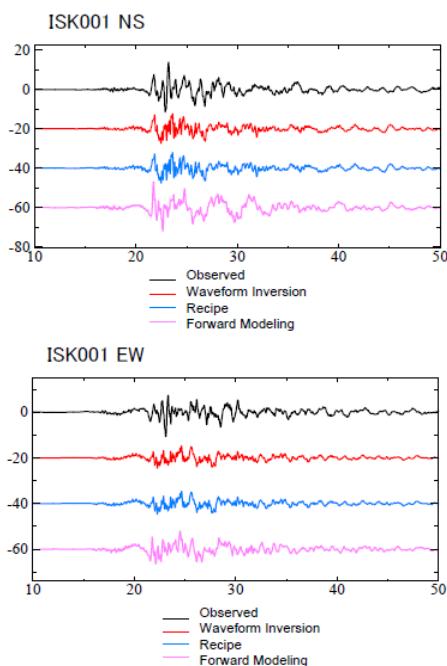 ISK001 NS
20
0
-20
-40
-60
-80
10 20 30 40 50
Observed
Waveform Inversion
Recipe
Forward Modeling
ISK001 EW
0
-20
-40
-60
10 20 30 40 50
Observed
Waveform Inversion
Recipe
Forward Modeling